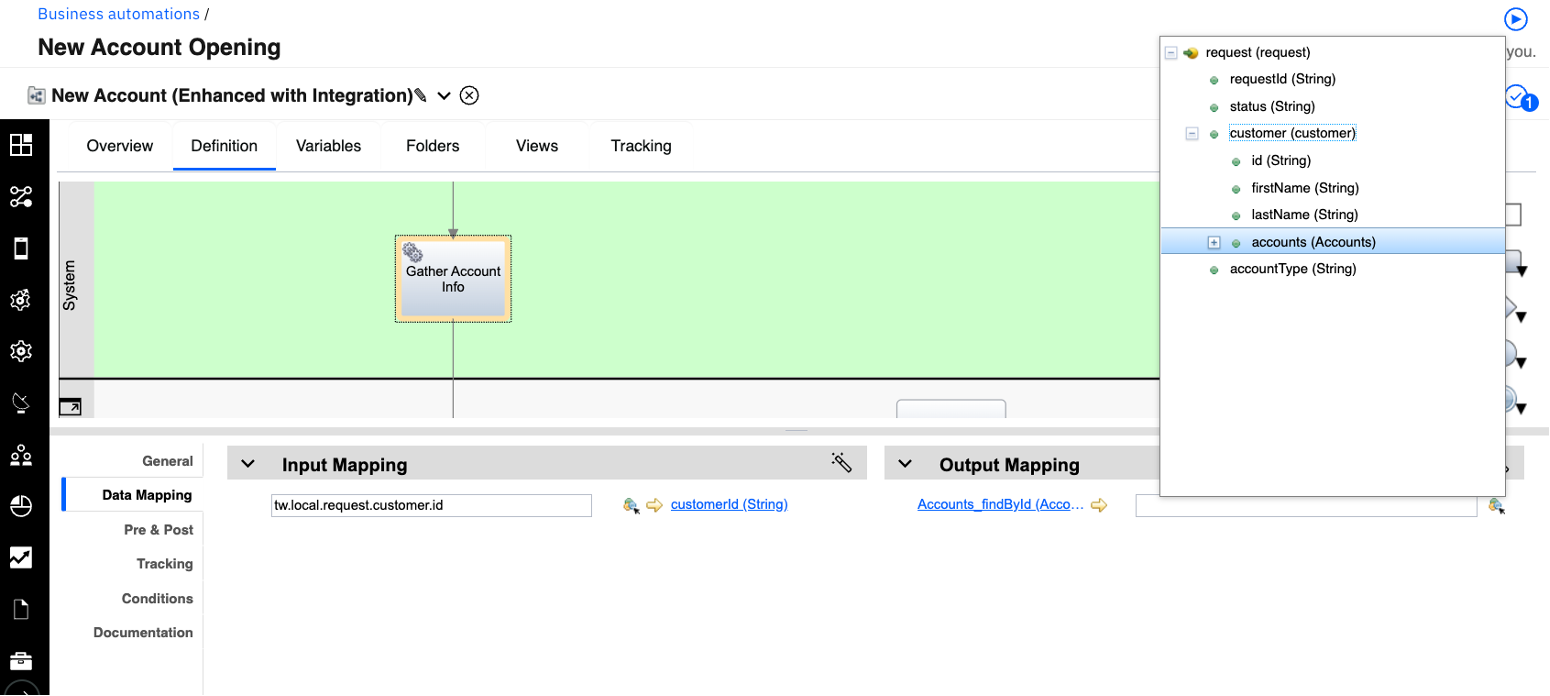 Business automations /
New Account Opening
you.
New Account (Enhanced with Integration)
1
Overview
Definition
Variables
Folders
Views
Tracking
request (request)
requestId (String)
status (String)
customer (customer)
id (String)
firstName (String)
lastName (String)
accounts (Accounts)
accountType (String)
System
Gather Account
Info
General
Data Mapping
Pre & Post
Tracking
Conditions
Documentation
Input Mapping
tw.local.request.customer.id
customerId (String)
Output Mapping
Accounts_findById (Acco...